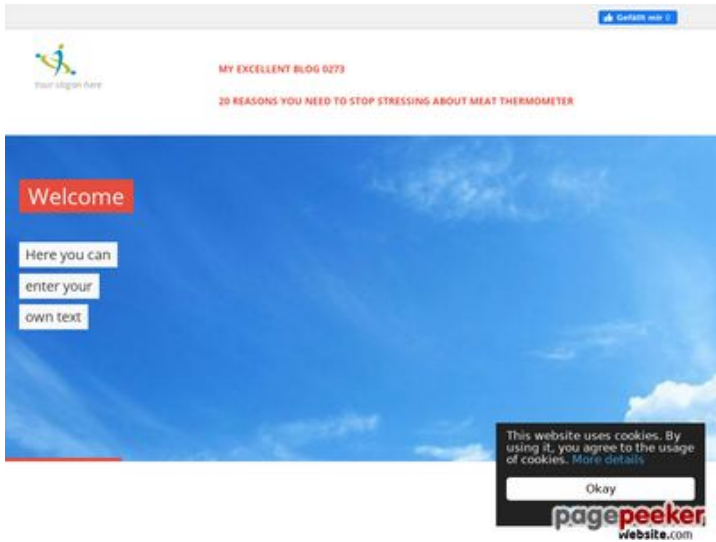 Gefällt mir 0
Your slogan here
MY EXCELLENT BLOG 0273
20 REASONS YOU NEED TO STOP STRESSING ABOUT MEAT THERMOMETER
Welcome
Here you can
enter your
own text
This website uses cookies. By
using it, you agree to the usage
of cookies. More details
Okay
pagepeeker
website.com